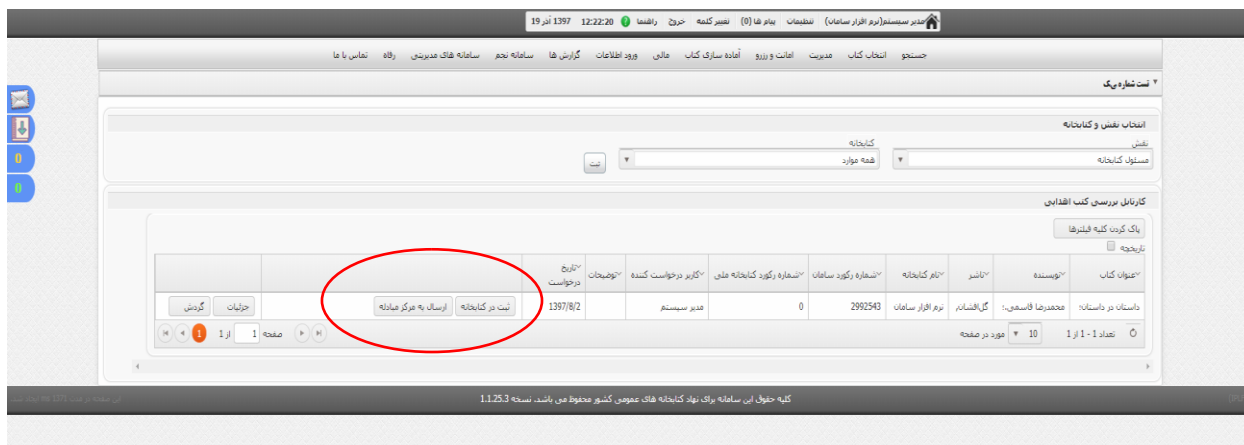 مدیر سیستم(نرم افزار سامان) تنظیمات پیام ها (0) تغییر کلمه خروج راهنما 12:22:20 1397 آذر 19
جستجو انتخاب کتاب مدیریت امانت و رزرو آماده سازی کتاب مالی ورود اطلاعات گزارش ها سامانه نجم سامانه های مدیریتی رفاه تماس با ما
0
0
انتخاب نقش و کتابخانه
نقش کتابخانه
مسئول کتابخانه همه موارد ثبت
کارتابل بررسی کتب اهدایی
پاک کردن کلیه فیلترها
تاریخچه
عنوان کتاب نویسنده ناشر نام کتابخانه شماره رکورد سامان شماره رکورد کتابخانه ملی کاربر درخواست کننده توضیحات تاریخ درخواست
داستان در داستان: محمدرضا قاسمی،؛ گل‌افشان، نرم افزار سامان 2992543 0 مدیر سیستم 1397/8/2 ثبت در کتابخانه ارسال به مرکز مبادله جزئیات گردش
تعداد 1 - 1 از 1 10 مورد در صفحه صفحه 1 از 1 1
کلیه حقوق این سامانه برای نهاد کتابخانه های عمومی کشور محفوظ می باشد. نسخه 1.1.25.3